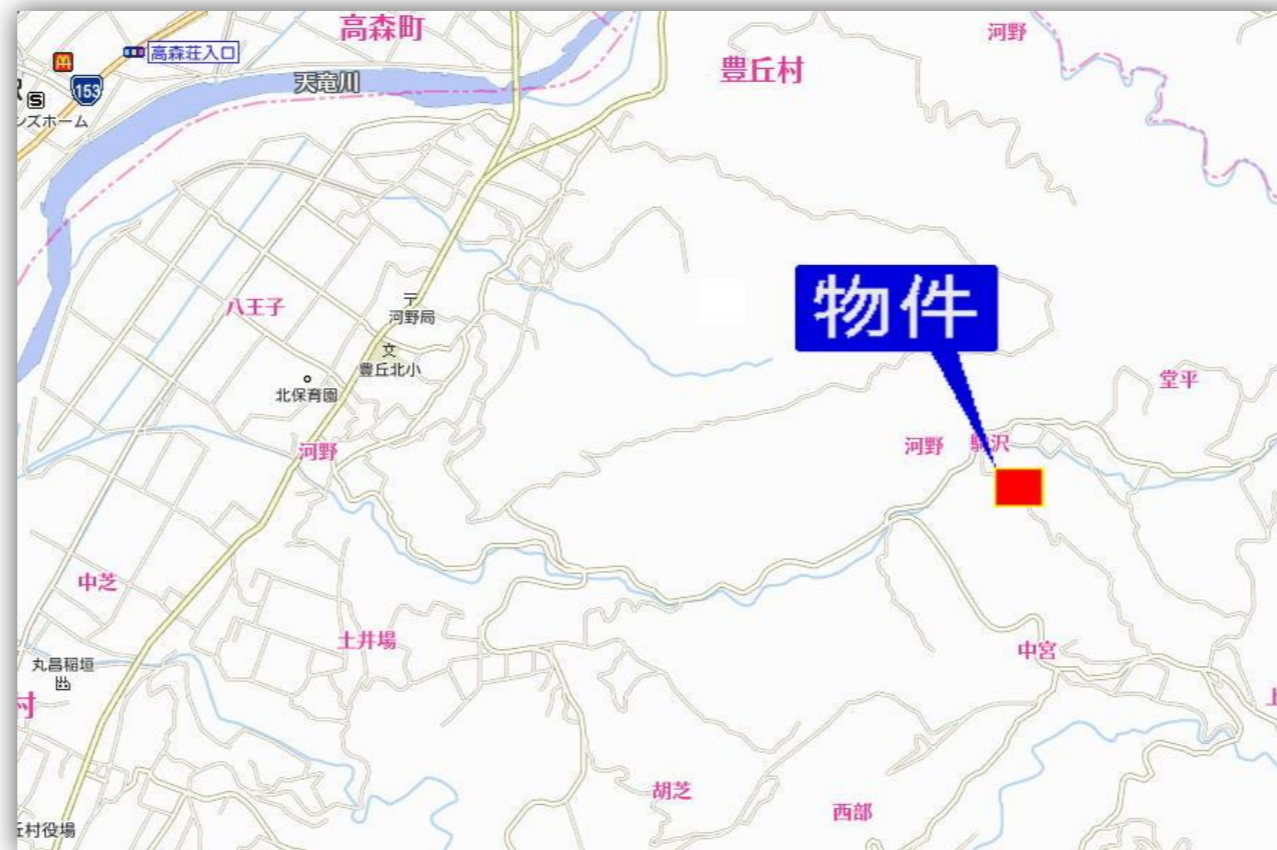 高森町
河野
高森荘入口
豊丘村
天竜川
153
S
ンズホーム
物件
八王子
〒
河野局
文
豊丘北小
北保育園
堂平
河野
河野
駒沢
中芝
土井場
中宮
丸昌稲垣
村
上
胡芝
西部
丘村役場